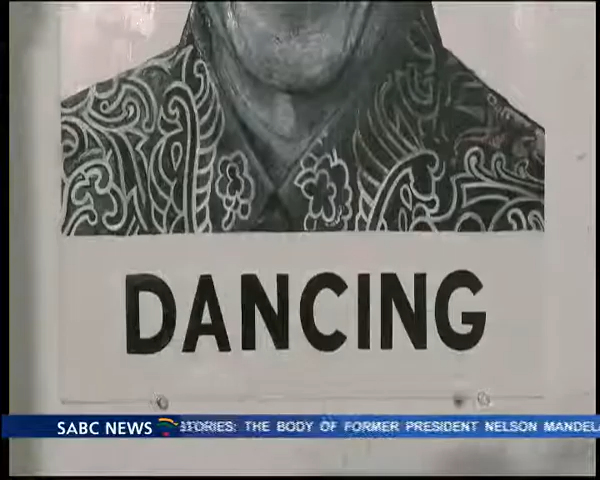 DANCING
SABC NEWS STORIES: THE BODY OF FORMER PRESIDENT NELSON MANDELA